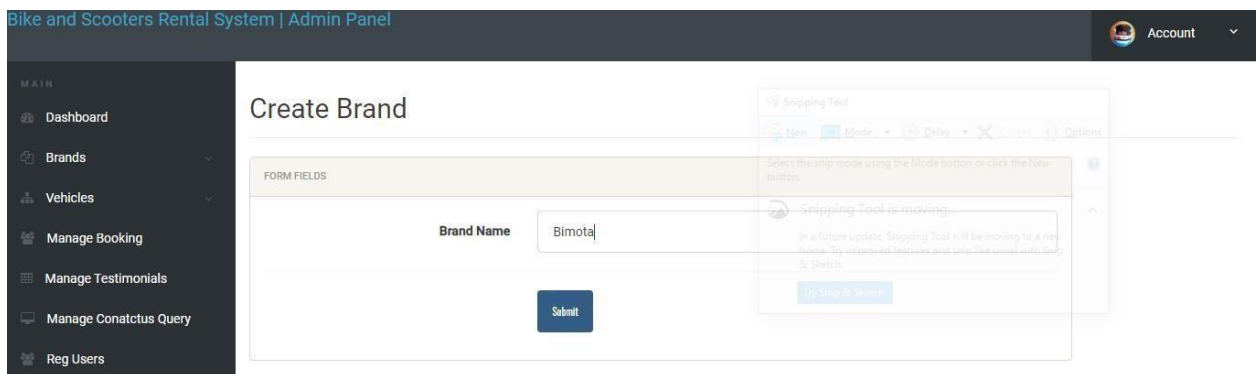 Bike and Scooters Rental System | Admin Panel
Account
MAIN
Dashboard
Brands
Vehicles
Manage Booking
Manage Testimonials
Manage Conatctus Query
Reg Users
Create Brand
FORM FIELDS
Brand Name
Bimota
Submit
Snipping Tool
New Mode Delay Cancel Options
Select the snip mode using the Mode button or click the New
button.
Snipping Tool is moving...
In a future update, Snipping Tool will be moving to a new
home. Try improved features and snip like usual with Snip
& Sketch.
Try Snip & Sketch